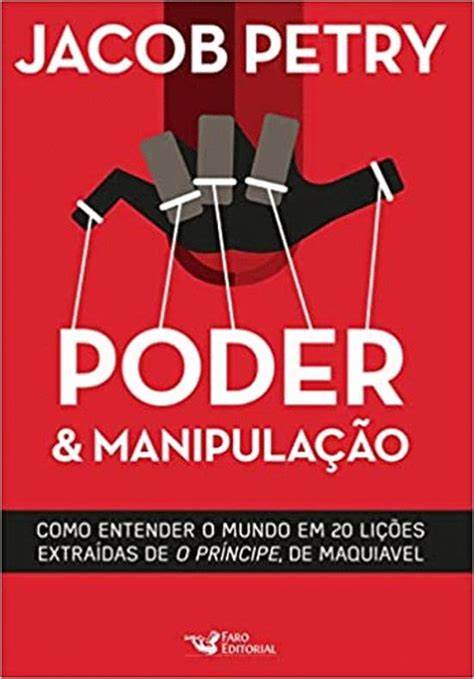 JACOB PETRY
PODER
& MANIPULAÇÃO
COMO ENTENDER O MUNDO EM 20 LIÇÕES
EXTRAÍDAS DE O PRÍNCIPE, DE MAQUIAVEL
FARO
EDITORIAL